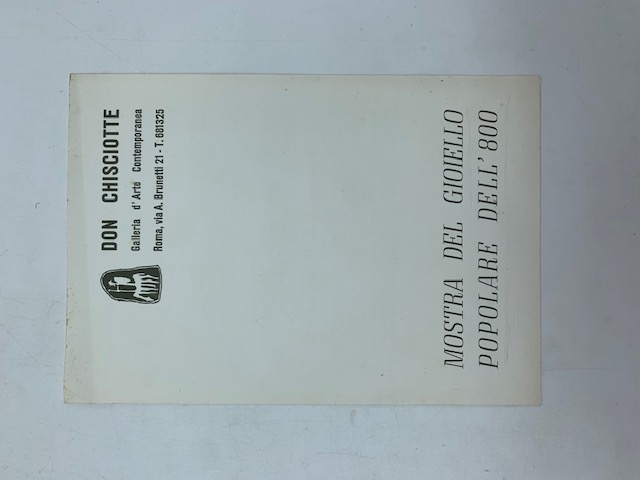 DON CHISCIOTTE
Galleria d'Arte Contemporanea
Roma, via A. Brunetti 21 - T. 681325
MOSTRA DEL GIOIELLO
POPOLARE DELL'800